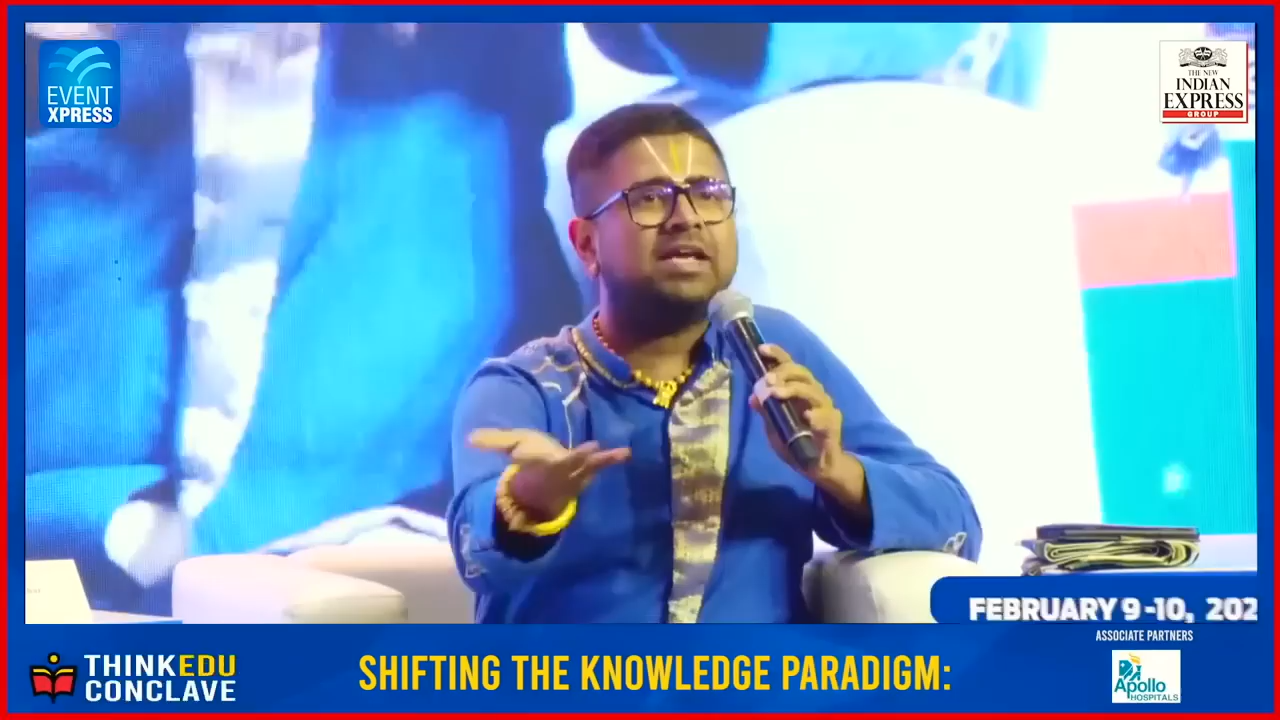 EVENT
XPRESS
THE NEW
INDIAN
EXPRESS
GROUP
FEBRUARY 9-10, 202
ASSOCIATE PARTNERS
THINKEDU
CONCLAVE
SHIFTING THE KNOWLEDGE PARADIGM:
Apollo
HOSPITALS